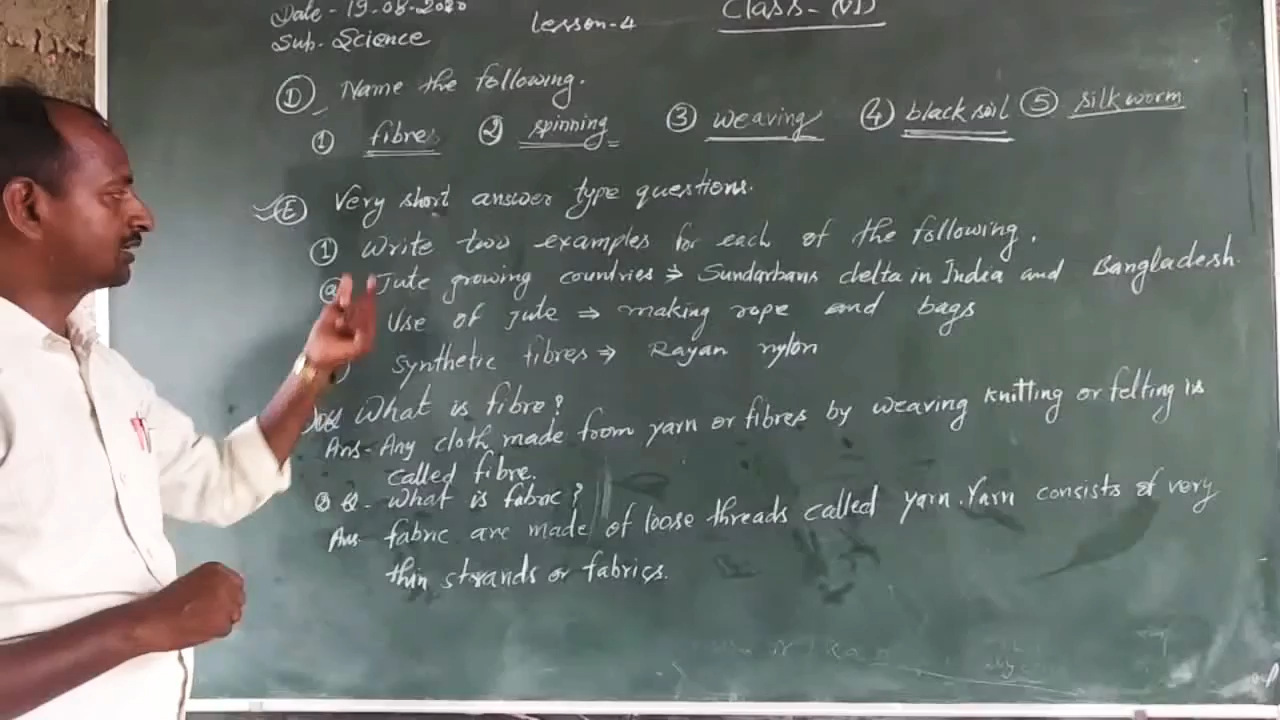 Date - 19-08-2020
Sub. Science
Lesson-4
Class- (VI)
(D) Name the following.
(1) fibres (2) spinning (3) weaving (4) black soil (5) silkworm
(E) Very short answer type questions.
(1) Write two examples for each of the following.
(a) Jute growing countries ⇒ Sundarbans delta in India and Bangladesh.
Use of Jute ⇒ making rope and bags
Synthetic fibres ⇒ Rayan nylon
What is fibre?
Ans- Any cloth made from yarn or fibres by weaving knitting or felting is
called fibre.
Q- What is fabric?
Ans fabric are made of loose threads called yarn. Yarn consists of very
thin strands or fabrics.